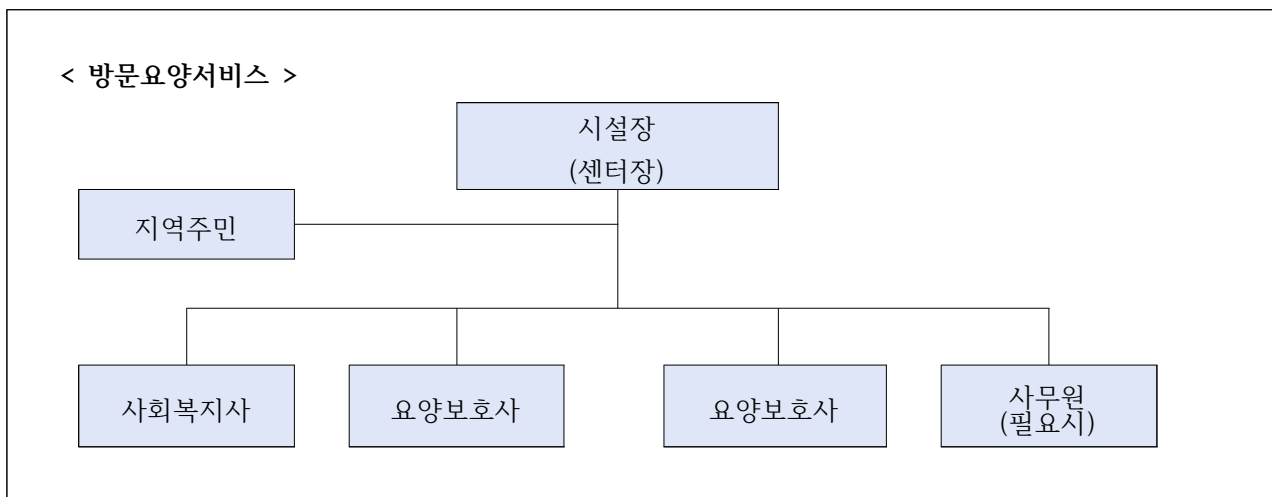 < 방문요양서비스 >
시설장
(센터장)
지역주민
사회복지사
요양보호사
요양보호사
사무원
(필요시)